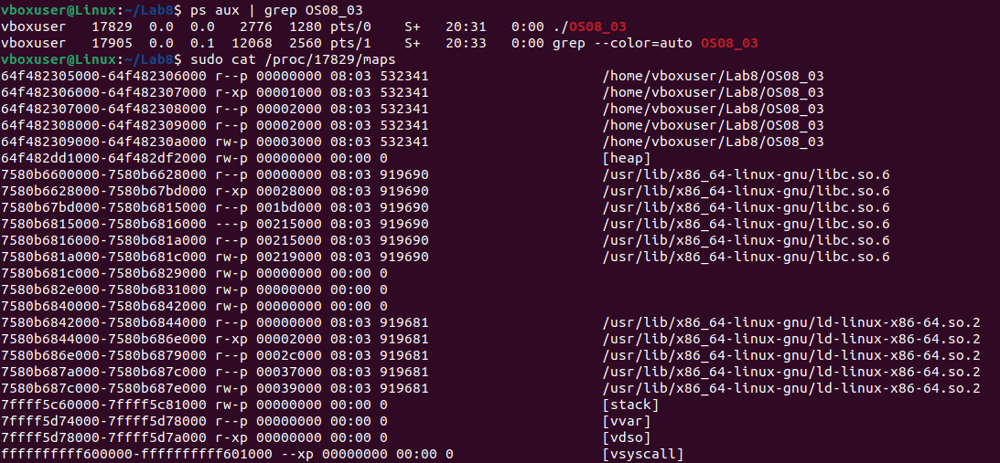 vboxuser@Linux:~/Lab8$ ps aux | grep OS08_03
vboxuser   17829  0.0  0.0   2776  1280 pts/0    S+   20:31   0:00 ./OS08_03
vboxuser   17905  0.0  0.1  12068  2560 pts/1    S+   20:33   0:00 grep --color=auto OS08_03
vboxuser@Linux:~/Lab8$ sudo cat /proc/17829/maps
64f482305000-64f482306000 r--p 00000000 08:03 532341                     /home/vboxuser/Lab8/OS08_03
64f482306000-64f482307000 r-xp 00001000 08:03 532341                     /home/vboxuser/Lab8/OS08_03
64f482307000-64f482308000 r--p 00002000 08:03 532341                     /home/vboxuser/Lab8/OS08_03
64f482308000-64f482309000 r--p 00002000 08:03 532341                     /home/vboxuser/Lab8/OS08_03
64f482309000-64f48230a000 rw-p 00003000 08:03 532341                     /home/vboxuser/Lab8/OS08_03
64f482dd1000-64f482df2000 rw-p 00000000 00:00 0                          [heap]
7580b6600000-7580b6628000 r--p 00000000 08:03 919690                     /usr/lib/x86_64-linux-gnu/libc.so.6
7580b6628000-7580b67bd000 r-xp 00028000 08:03 919690                     /usr/lib/x86_64-linux-gnu/libc.so.6
7580b67bd000-7580b6815000 r--p 001bd000 08:03 919690                     /usr/lib/x86_64-linux-gnu/libc.so.6
7580b6815000-7580b6816000 ---p 00215000 08:03 919690                     /usr/lib/x86_64-linux-gnu/libc.so.6
7580b6816000-7580b681a000 r--p 00215000 08:03 919690                     /usr/lib/x86_64-linux-gnu/libc.so.6
7580b681a000-7580b681c000 rw-p 00219000 08:03 919690                     /usr/lib/x86_64-linux-gnu/libc.so.6
7580b681c000-7580b6829000 rw-p 00000000 00:00 0
7580b682e000-7580b6831000 rw-p 00000000 00:00 0
7580b6840000-7580b6842000 rw-p 00000000 00:00 0
7580b6842000-7580b6844000 r--p 00000000 08:03 919681                     /usr/lib/x86_64-linux-gnu/ld-linux-x86-64.so.2
7580b6844000-7580b686e000 r-xp 00002000 08:03 919681                     /usr/lib/x86_64-linux-gnu/ld-linux-x86-64.so.2
7580b686e000-7580b6879000 r--p 0002c000 08:03 919681                     /usr/lib/x86_64-linux-gnu/ld-linux-x86-64.so.2
7580b687a000-7580b687c000 r--p 00037000 08:03 919681                     /usr/lib/x86_64-linux-gnu/ld-linux-x86-64.so.2
7580b687c000-7580b687e000 rw-p 00039000 08:03 919681                     /usr/lib/x86_64-linux-gnu/ld-linux-x86-64.so.2
7ffff5c60000-7ffff5c81000 rw-p 00000000 00:00 0                          [stack]
7ffff5d74000-7ffff5d78000 r--p 00000000 00:00 0                          [vvar]
7ffff5d78000-7ffff5d7a000 r-xp 00000000 00:00 0                          [vdso]
ffffffffff600000-ffffffffff601000 --xp 00000000 00:00 0                  [vsyscall]